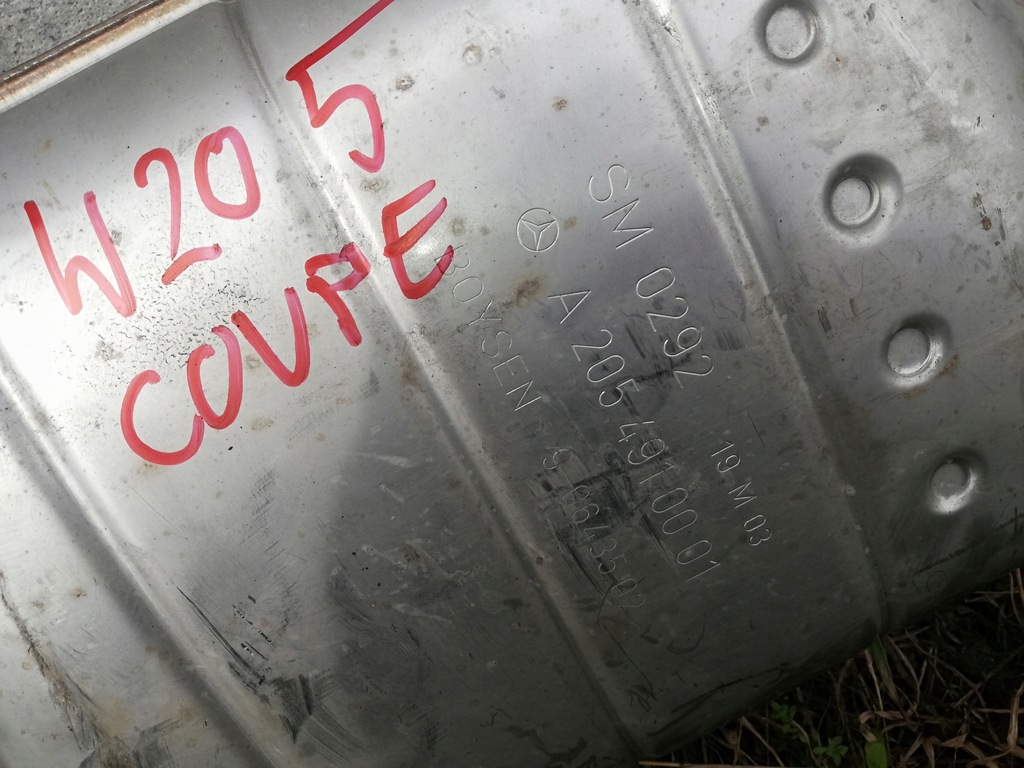 W205
COUPE
SM 0292
A 205 491 00 01
19 M 03
BOYSEN